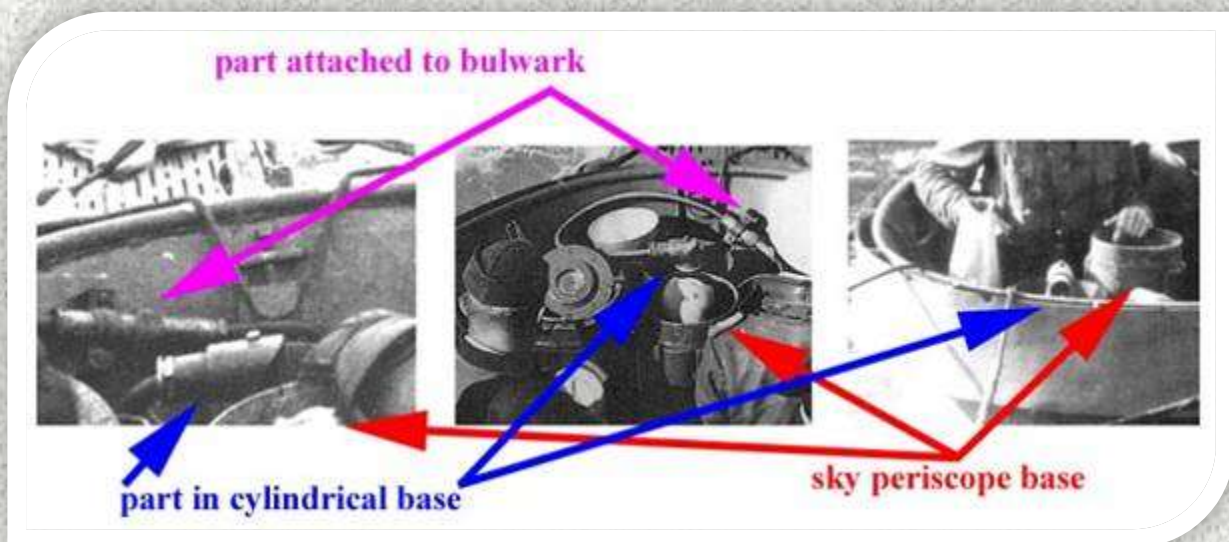 part attached to bulwark
sky periscope base
part in cylindrical base